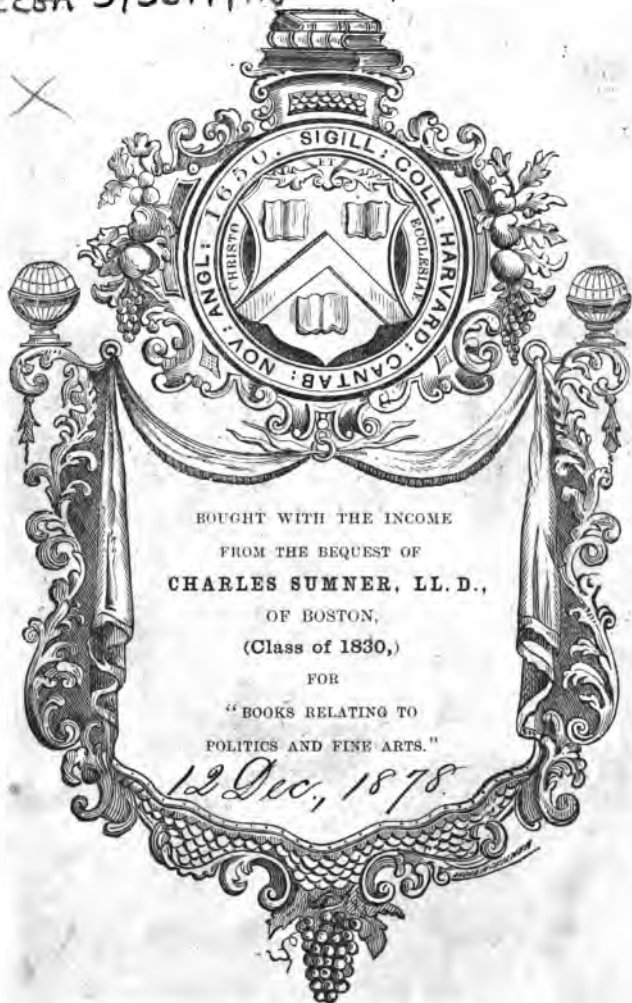 SIGILL: COLL: HARVARD: CANTAB: NOV: ANGL: 1650.
ET
CHRISTO
ECCLESIAE
BOUGHT WITH THE INCOME
FROM THE BEQUEST OF
CHARLES SUMNER, LL. D.,
OF BOSTON,
(Class of 1830,)
FOR
"BOOKS RELATING TO
POLITICS AND FINE ARTS."
12 Dec., 1878.